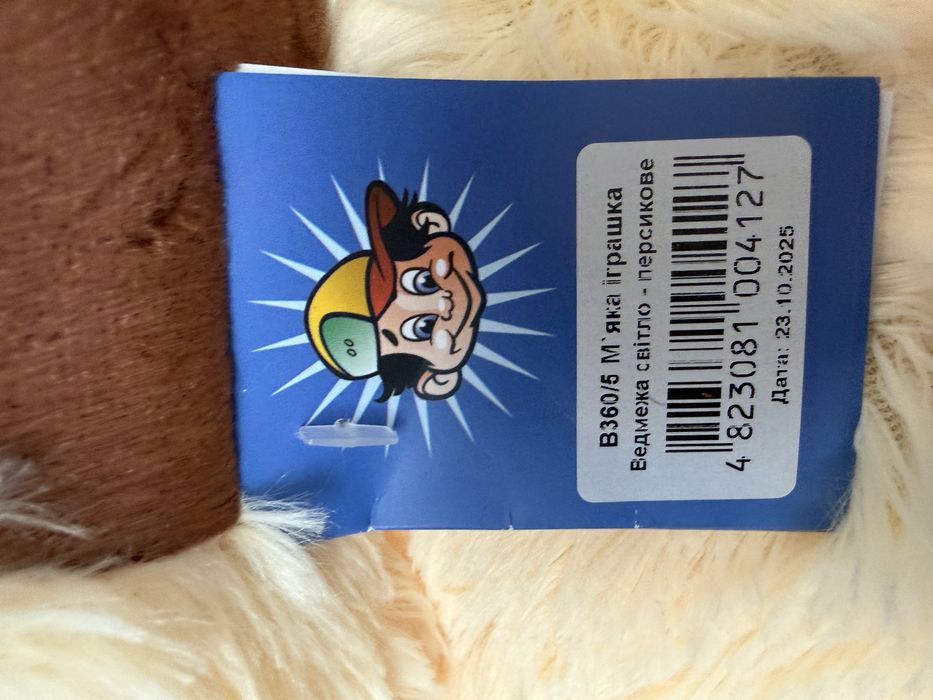 В360/5 М`яка іграшка
Ведмежа світло - персикове
4 823081 004127
Дата: 23.10.2025